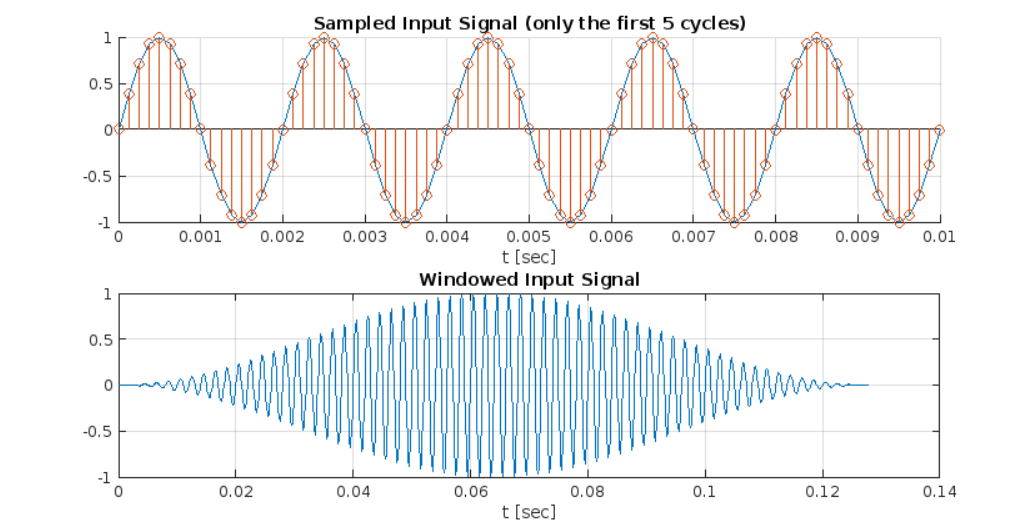 Sampled Input Signal (only the first 5 cycles)
1
0.5
0
-0.5
-1
0 0.001 0.002 0.003 0.004 0.005 0.006 0.007 0.008 0.009 0.01
t [sec]
Windowed Input Signal
1
0.5
0
-0.5
-1
0 0.02 0.04 0.06 0.08 0.1 0.12 0.14
t [sec]